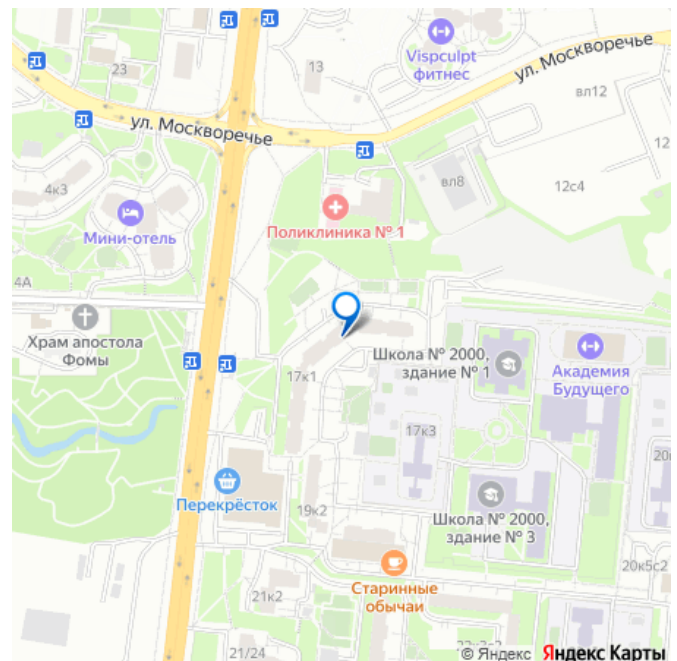 Vispculpt
фитнес
ул. Москворечье
23
13
вл12
ул. Москворечье
12
4к3
вл8
12с4
Мини-отель
Поликлиника № 1
4А
Храм апостола
Фомы
17к1
Школа № 2000,
здание № 1
Академия
Будущего
17к3
20
Перекрёсток
19к2
Школа № 2000,
здание № 3
Старинные
обычаи
20к5с2
21к2
21/24
© Яндекс Яндекс Карты